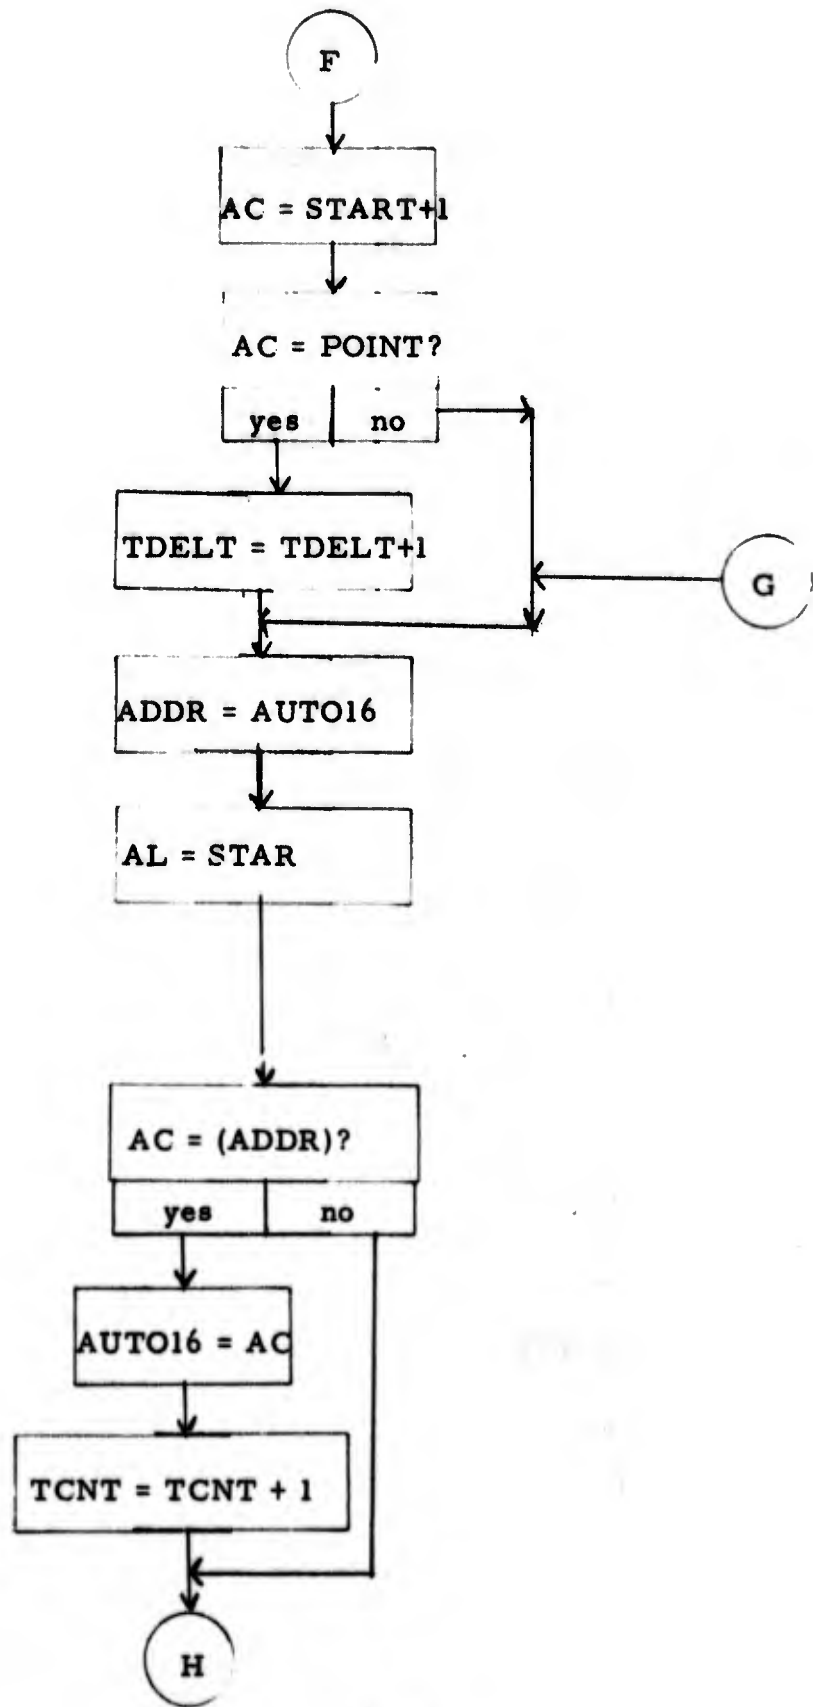 F
AC = START+1
AC = POINT?
yes no
TDELT = TDELT+1
G
ADDR = AUTO16
AL = STAR
AC = (ADDR)?
yes no
AUTO16 = AC
TCNT = TCNT + 1
H